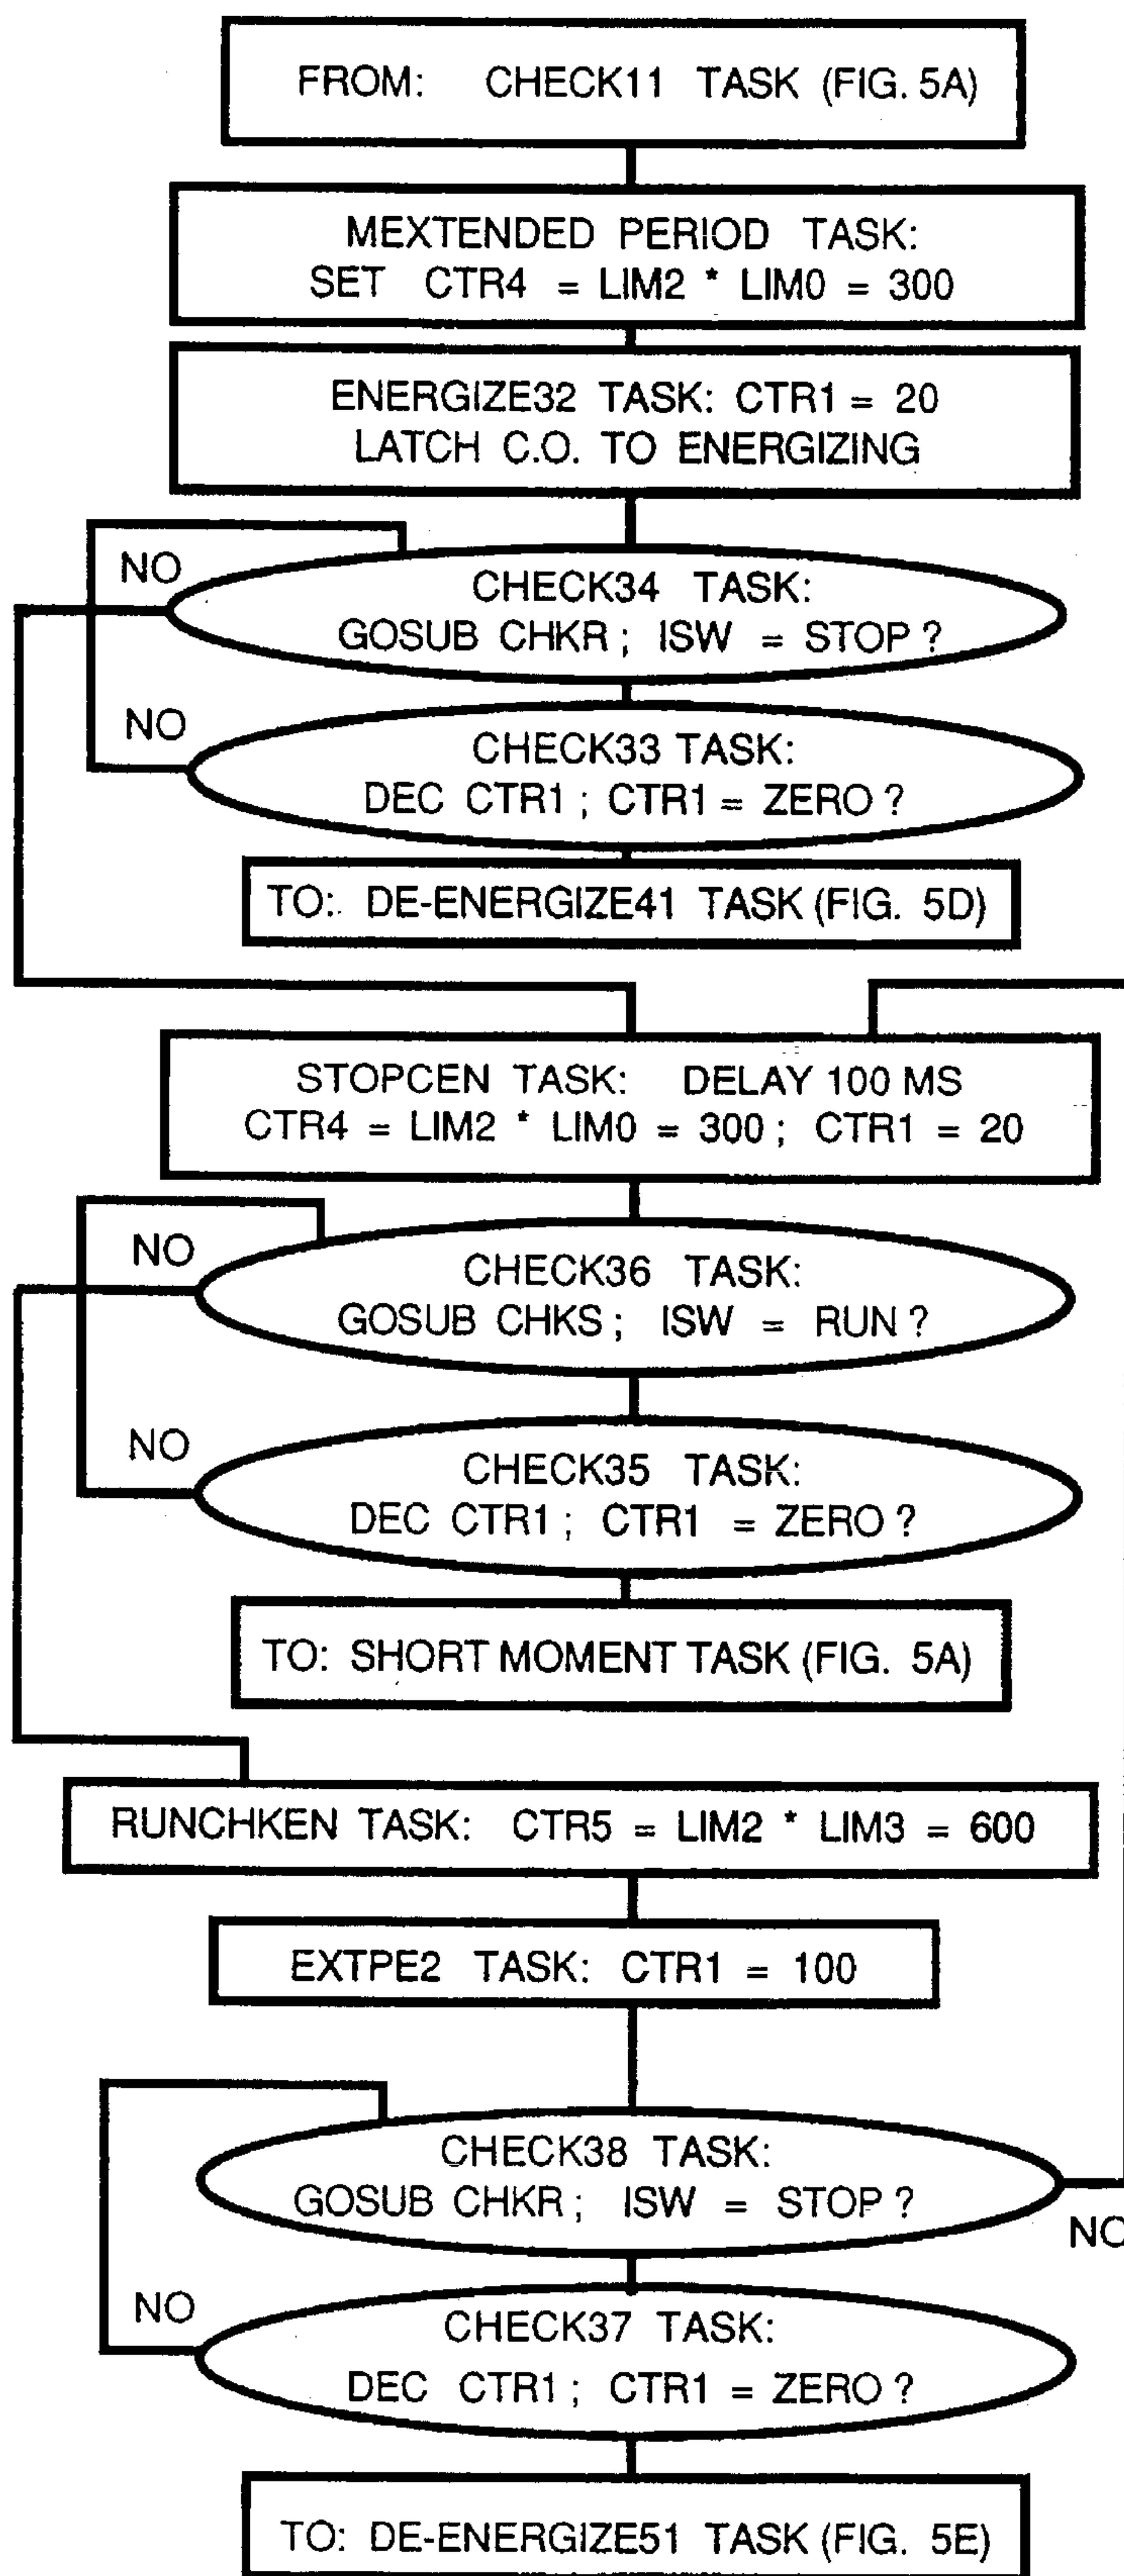 FROM: CHECK11 TASK (FIG. 5A)
MEXTENDED PERIOD TASK:
SET CTR4 = LIM2 * LIM0 = 300
ENERGIZE32 TASK: CTR1 = 20
LATCH C.O. TO ENERGIZING
NO
CHECK34 TASK:
GOSUB CHKR ; ISW = STOP ?
NO
CHECK33 TASK:
DEC CTR1 ; CTR1 = ZERO ?
TO: DE-ENERGIZE41 TASK (FIG. 5D)
STOPCEN TASK: DELAY 100 MS
CTR4 = LIM2 * LIM0 = 300 ; CTR1 = 20
NO
CHECK36 TASK:
GOSUB CHKS ; ISW = RUN ?
NO
CHECK35 TASK:
DEC CTR1 ; CTR1 = ZERO ?
TO: SHORT MOMENT TASK (FIG. 5A)
RUNCHKEN TASK: CTR5 = LIM2 * LIM3 = 600
EXTPE2 TASK: CTR1 = 100
CHECK38 TASK:
GOSUB CHKR ; ISW = STOP ?
NO
NO
CHECK37 TASK:
DEC CTR1 ; CTR1 = ZERO ?
TO: DE-ENERGIZE51 TASK (FIG. 5E)